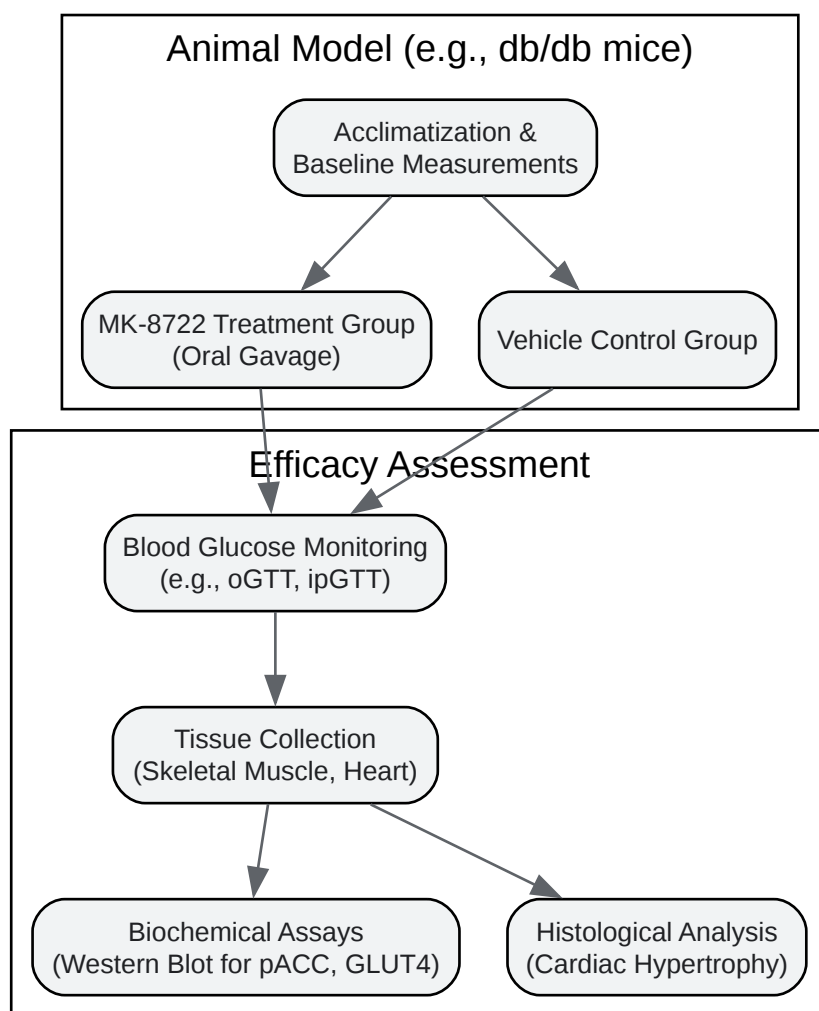 Animal Model (e.g., db/db mice)
Acclimatization &
Baseline Measurements
MK-8722 Treatment Group
(Oral Gavage)
Vehicle Control Group
Efficacy Assessment
Blood Glucose Monitoring
(e.g., oGTT, ipGTT)
Tissue Collection
(Skeletal Muscle, Heart)
Biochemical Assays
(Western Blot for pACC, GLUT4)
Histological Analysis
(Cardiac Hypertrophy)